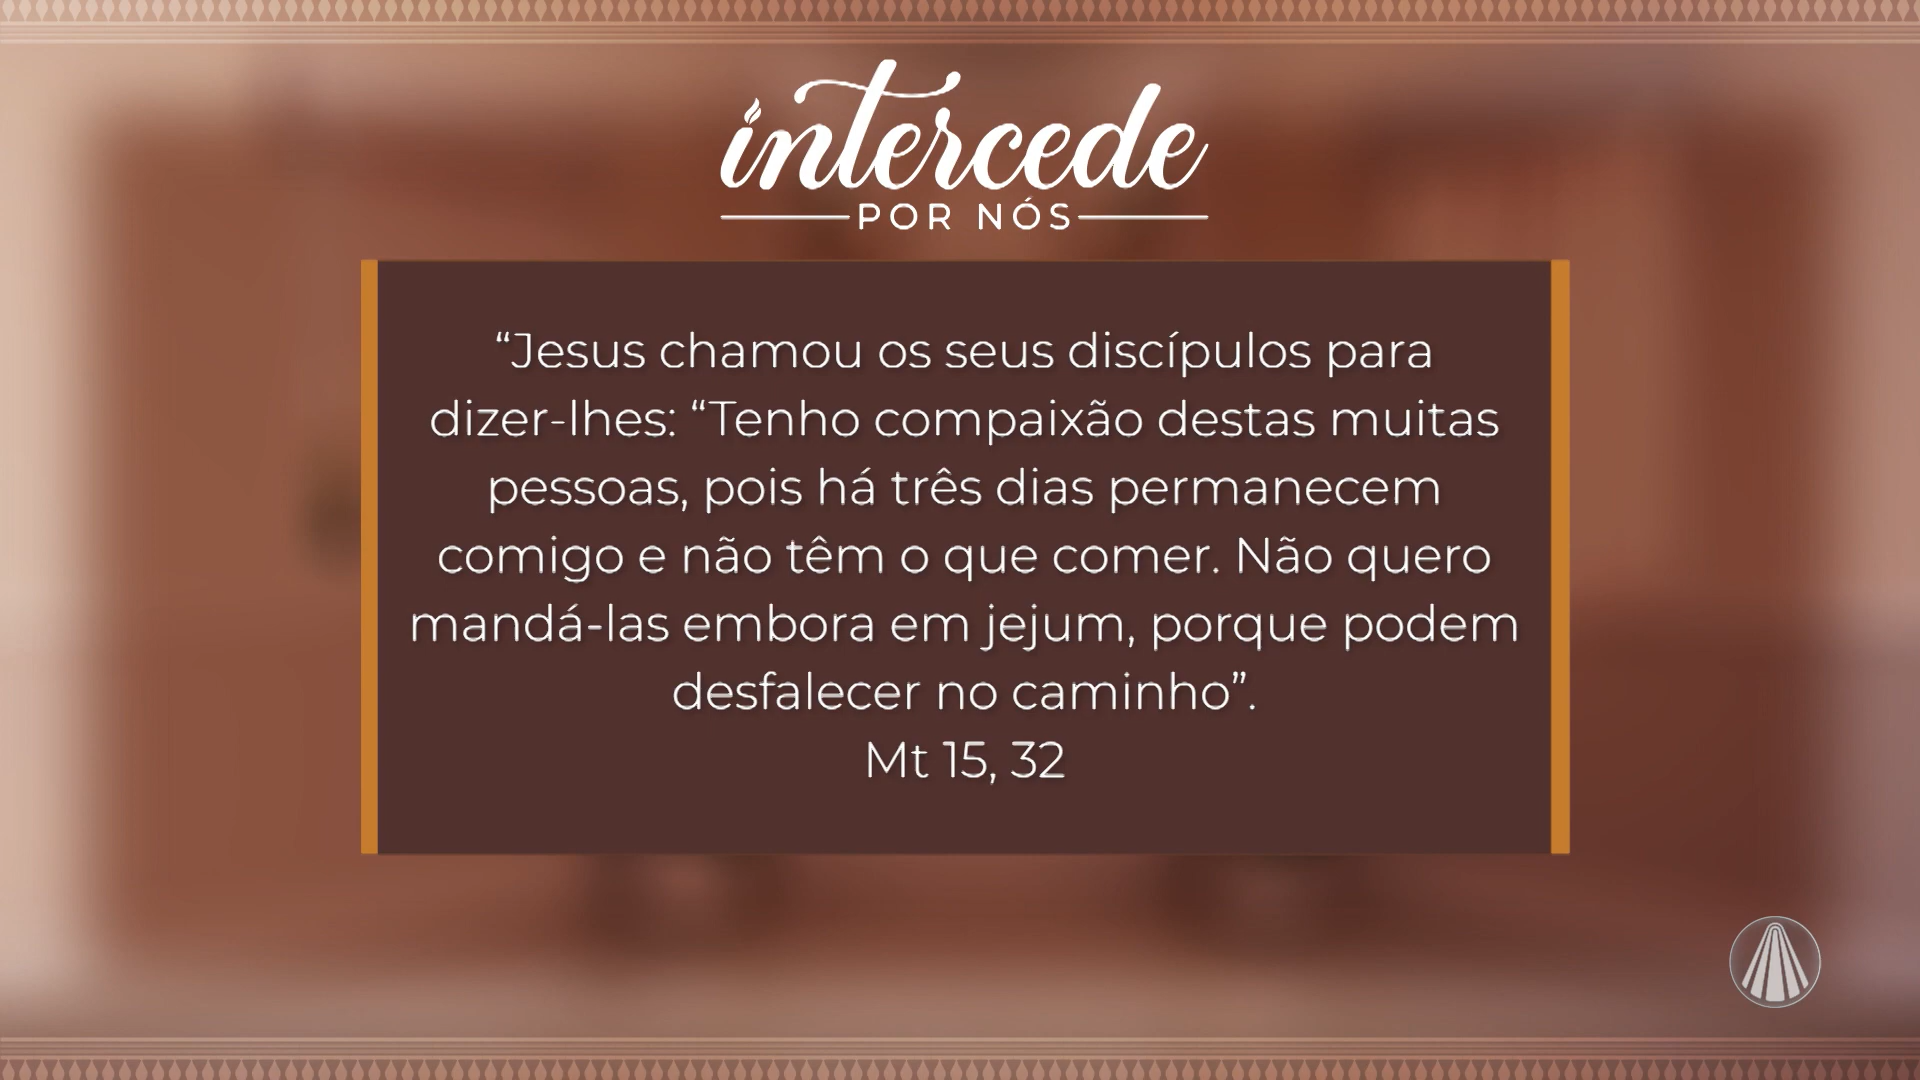 intercede
POR NÓS
“Jesus chamou os seus discípulos para
dizer-lhes: “Tenho compaixão destas muitas
pessoas, pois há três dias permanecem
comigo e não têm o que comer. Não quero
mandá-las embora em jejum, porque podem
desfalecer no caminho”.
Mt 15, 32